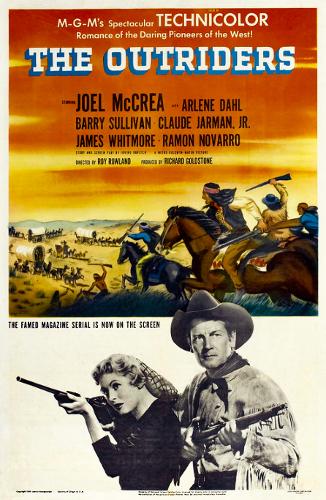 M-G-M's Spectacular TECHNICOLOR
Romance of the Daring Pioneers of the West!
THE OUTRIDERS
STARRING JOEL McCREA with ARLENE DAHL
BARRY SULLIVAN · CLAUDE JARMAN, JR.
JAMES WHITMORE · RAMON NOVARRO
DIRECTED BY ROY ROWLAND PRODUCED BY RICHARD GOLDSTONE
THE FAMED MAGAZINE SERIAL IS NOW ON THE SCREEN